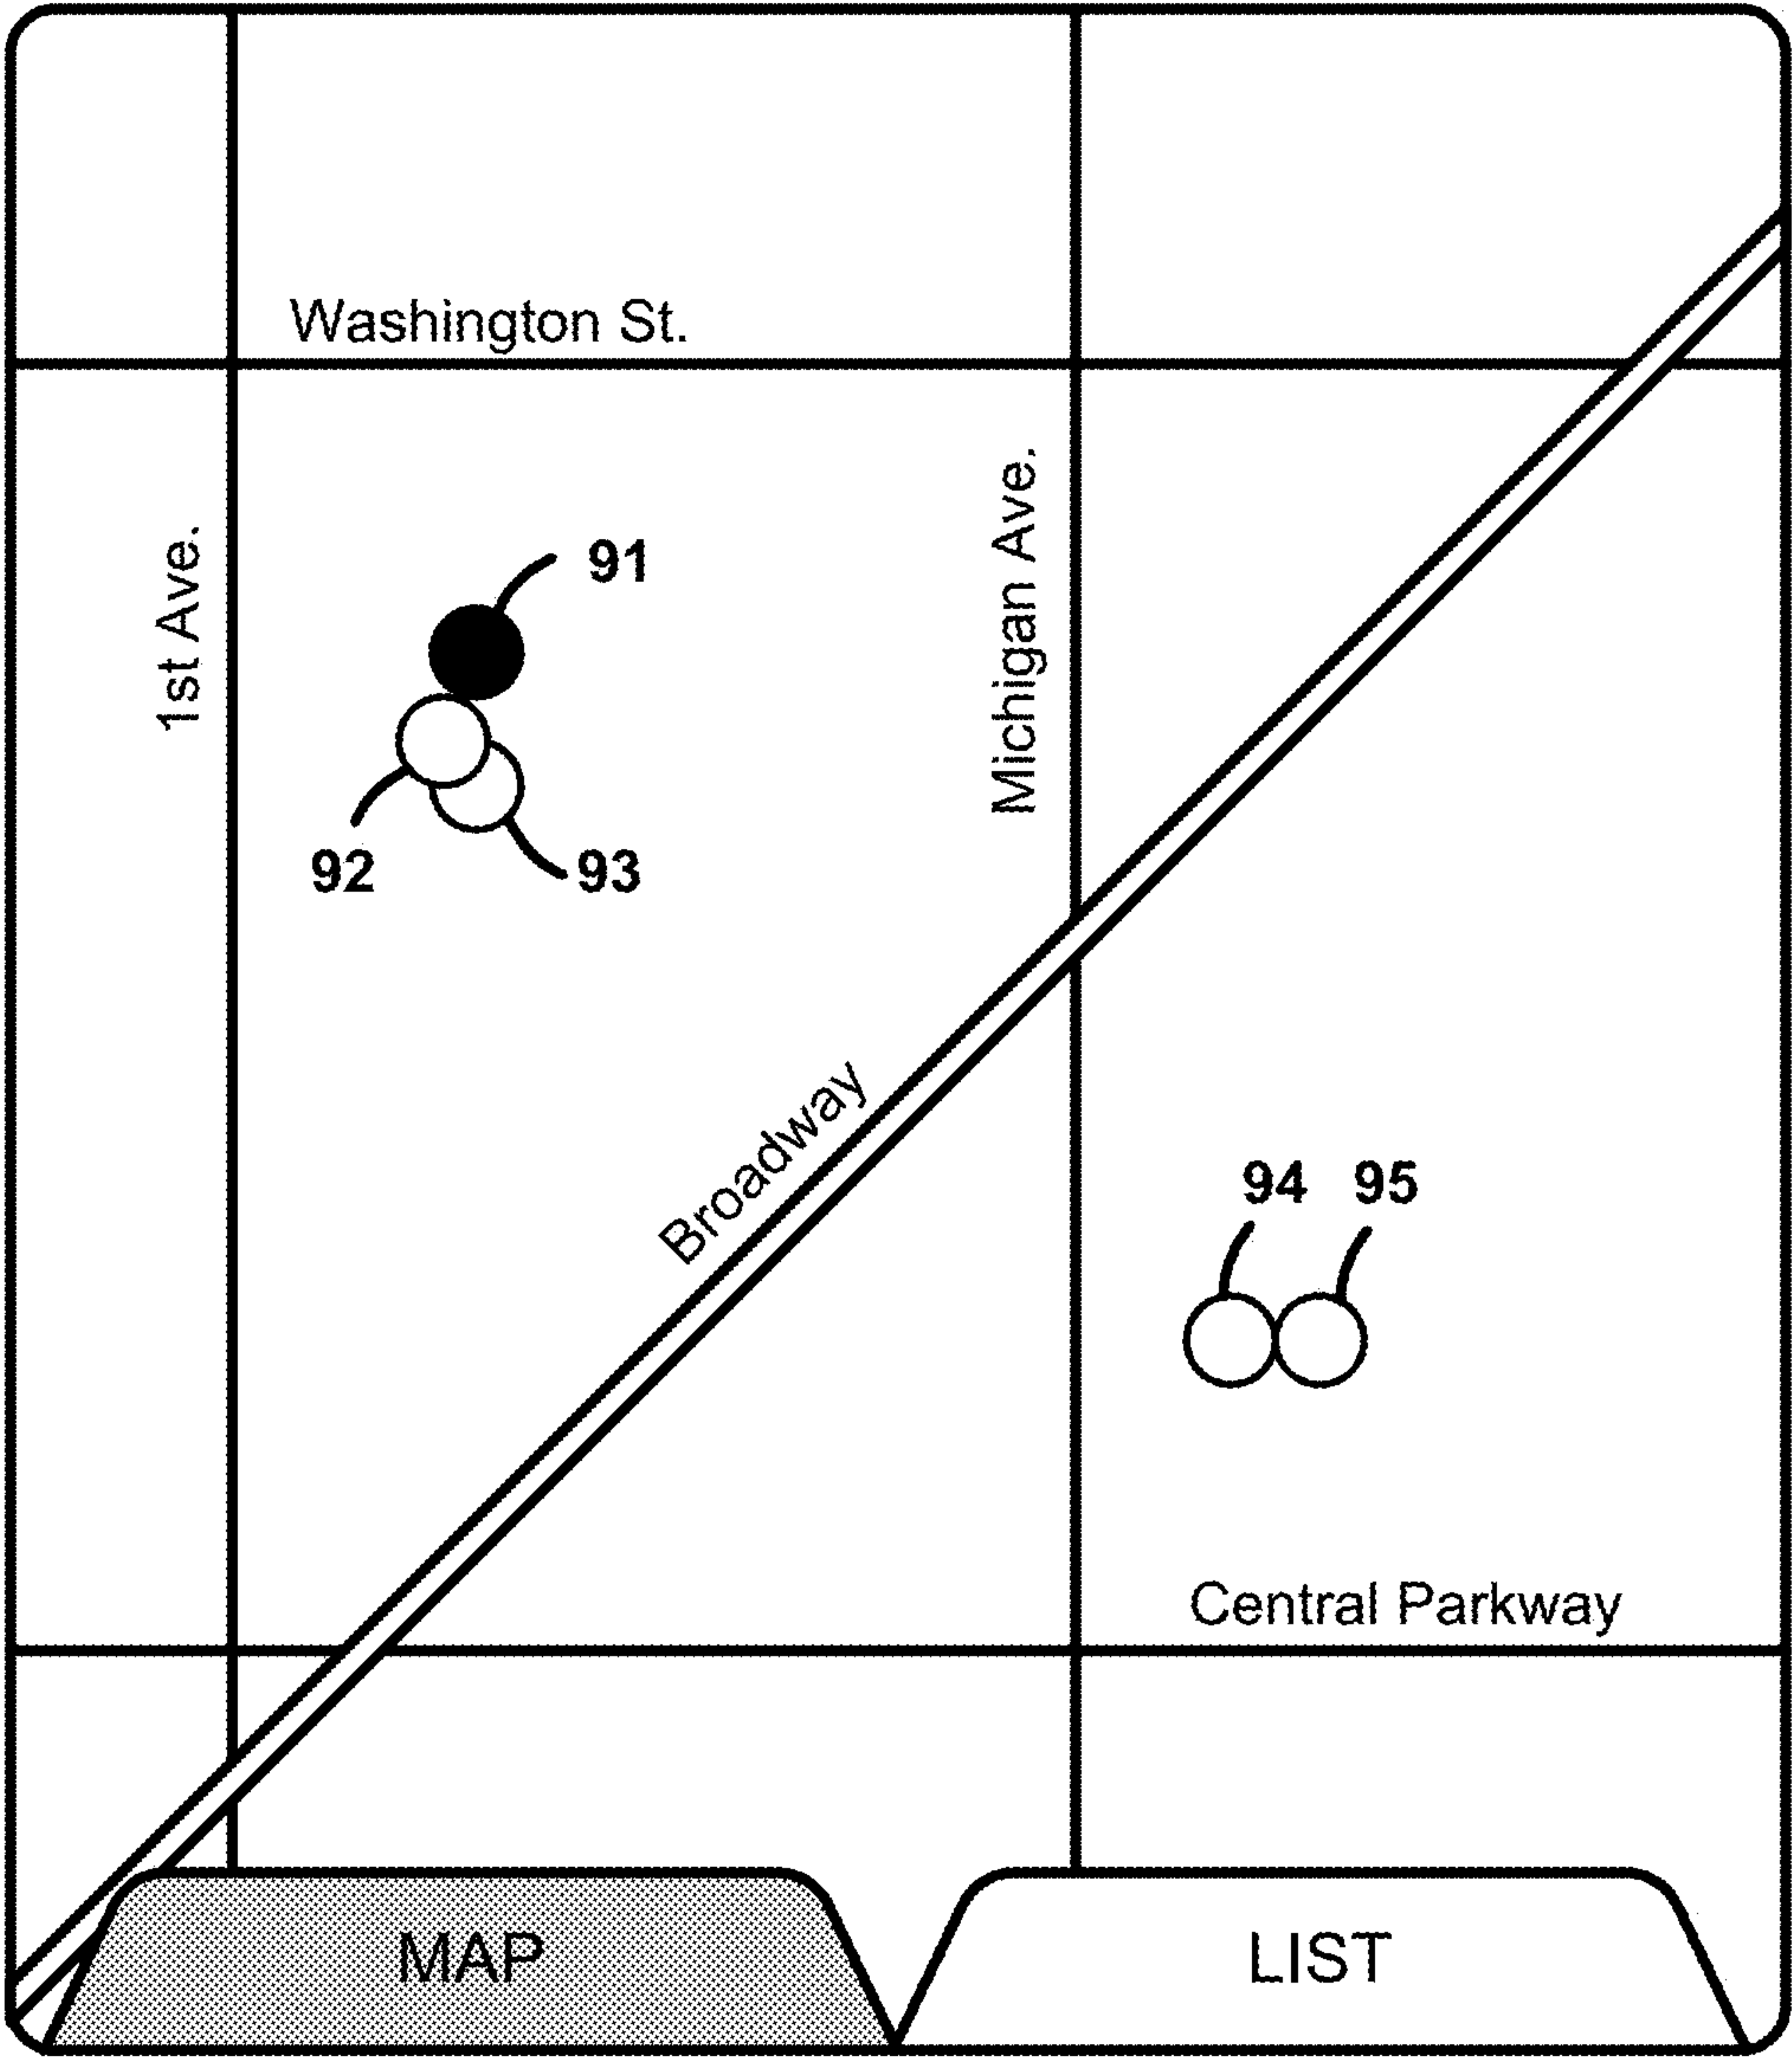 Washington St.
1st Ave.
Michigan Ave.
91
92
93
Broadway
94
95
Central Parkway
MAP
LIST